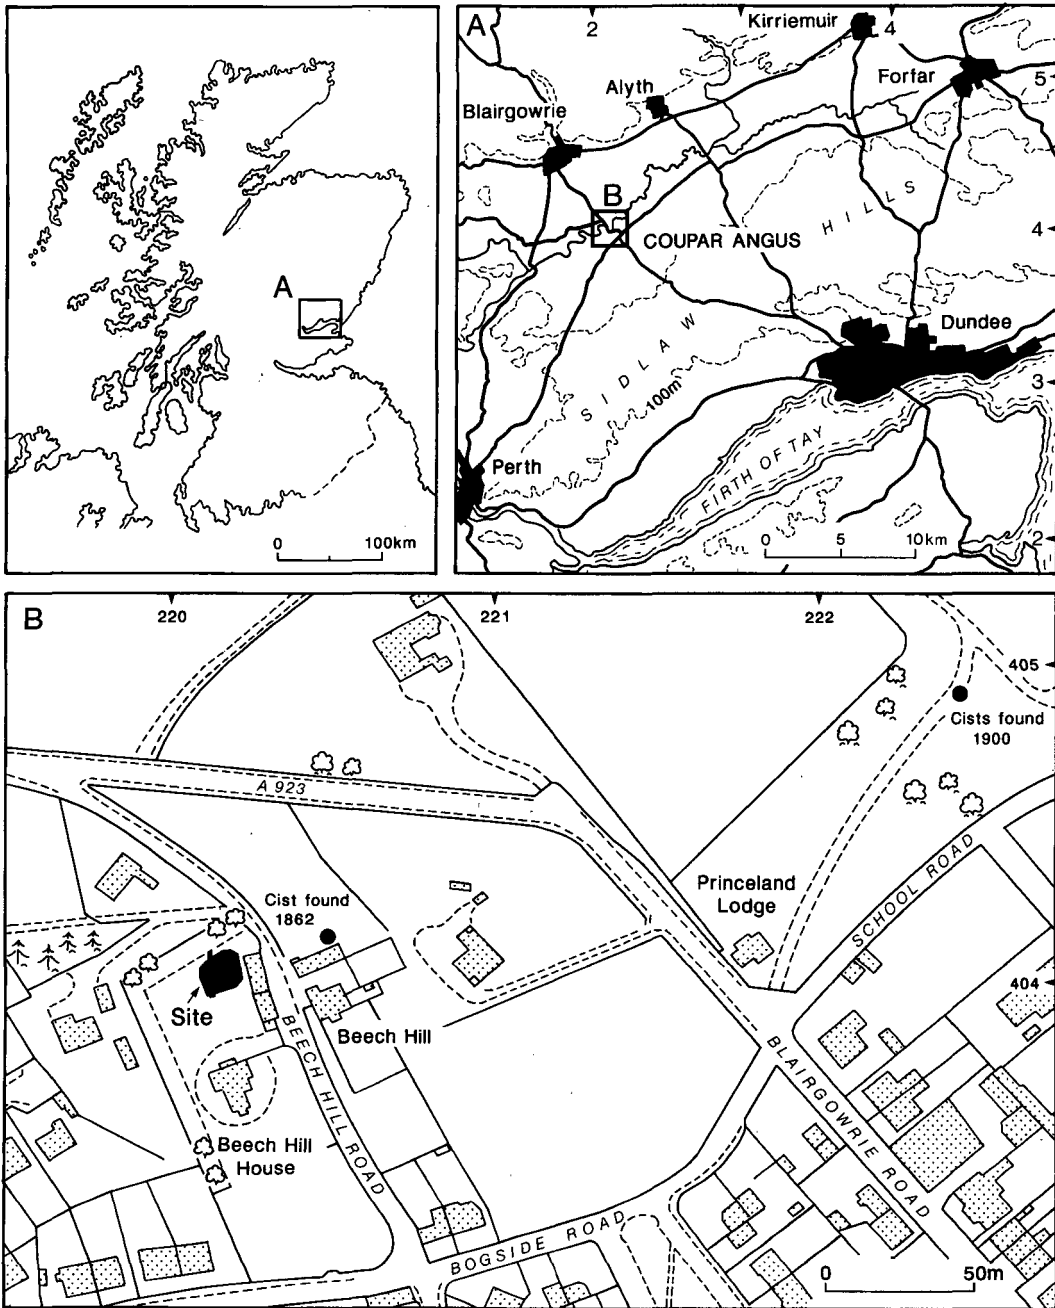 A
0 100km
A
2
4
Kirriemuir
Forfar
5
Alyth
Blairgowrie
B
COUPAR ANGUS
4
HILLS
SIDLAW
100m
Dundee
3
Perth
FIRTH OF TAY
0 5 10km
2
B
220
221
222
405
Cists found
1900
A 923
SCHOOL ROAD
Princeland
Lodge
Cist found
1862
404
Site
Beech Hill
BEECH HILL ROAD
BLAIRGOWRIE ROAD
Beech Hill
House
BOGSIDE ROAD
0 50m